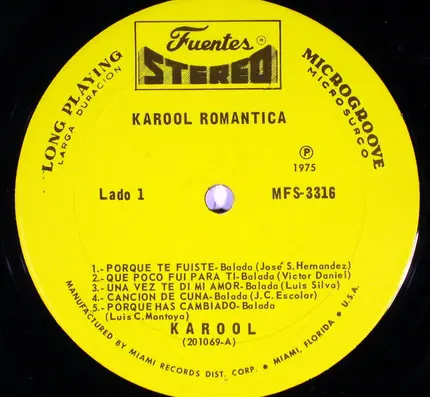 Fuentes ®
STEREO
LONG PLAYING
LARGA DURACION
MICROGROOVE
MICROSURCO
KAROOL ROMANTICA
Ⓟ
1975
Lado 1
MFS-3316
1.- PORQUE TE FUISTE-Balada (José S. Hernandez)
2.- QUE POCO FUI PARA TI-Balada (Victor Daniel)
3.- UNA VEZ TE DI MI AMOR-Balada (Luis Silva)
4.- CANCION DE CUNA-Balada (J.C. Escolar)
5.- PORQUE HAS CAMBIADO-Balada
(Luis C. Montoya)
KAROOL
(201069-A)
MANUFACTURED BY MIAMI RECORDS DIST. CORP. • MIAMI, FLORIDA • U.S.A.